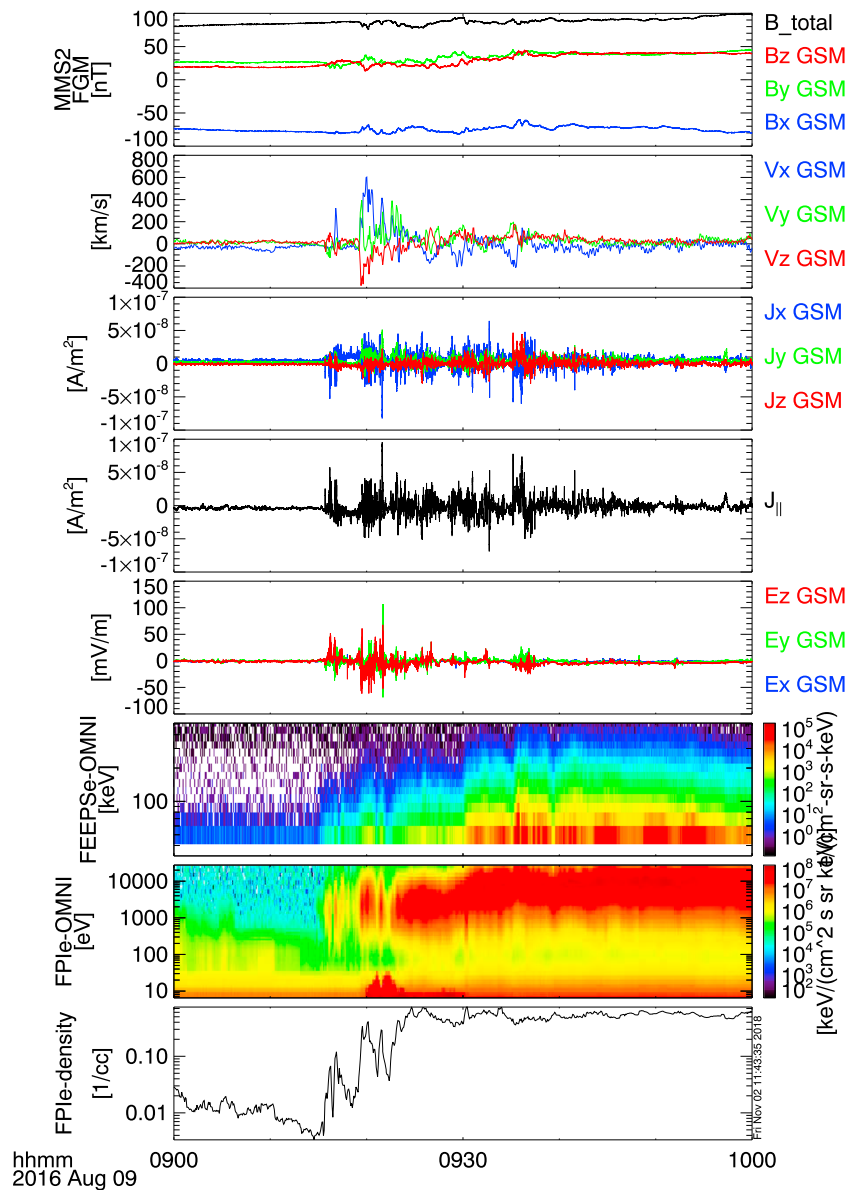 MMS2
FGM
[nT]
100
50
0
-50
-100
B_total
Bz GSM
By GSM
Bx GSM
[km/s]
800
600
400
200
0
-200
-400
Vx GSM
Vy GSM
Vz GSM
[A/m²]
1×10⁻⁷
5×10⁻⁸
0
-5×10⁻⁸
-1×10⁻⁷
Jx GSM
Jy GSM
Jz GSM
[A/m²]
1×10⁻⁷
5×10⁻⁸
0
-5×10⁻⁸
-1×10⁻⁷
J||
[mV/m]
150
100
50
0
-50
-100
Ez GSM
Ey GSM
Ex GSM
FEEPSe-OMNI
[keV]
100
10⁵
10⁴
10³
10²
10¹
10⁰
FPIe-OMNI
[eV]
10000
1000
100
10
10⁸
10⁷
10⁶
10⁵
10⁴
10³
10²
[keV/(cm^2 s sr keV)]
FPIe-density
[1/cc]
0.10
0.01
Fri Nov 02 11:43:35 2018
hhmm
0900
0930
1000
2016 Aug 09